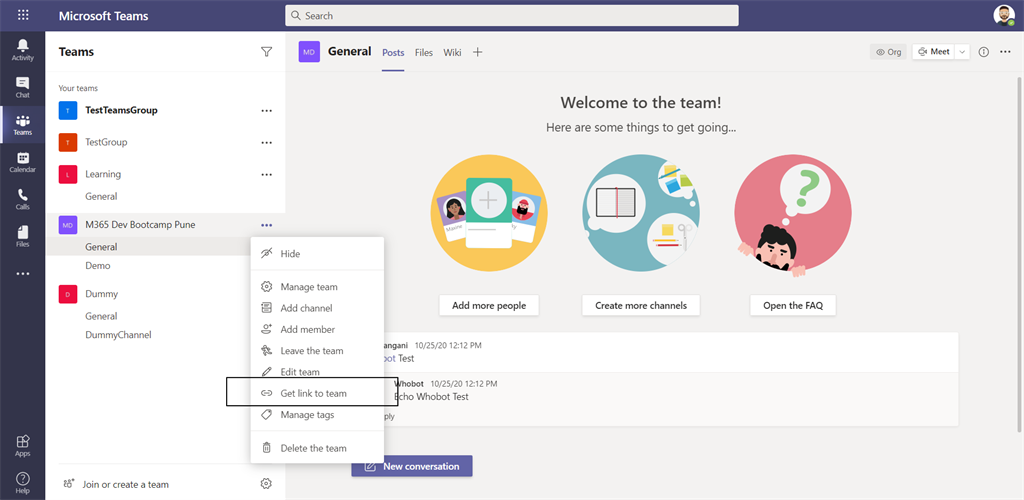 Microsoft Teams
Search
Activity
Chat
Teams
Calendar
Calls
Files
Apps
Help
Teams
Your teams
T TestTeamsGroup
T TestGroup
L Learning
General
MD M365 Dev Bootcamp Pune
General
Demo
D Dummy
General
DummyChannel
Join or create a team
Hide
Manage team
Add channel
Add member
Leave the team
Edit team
Get link to team
Manage tags
Delete the team
MD General Posts Files Wiki
Org Meet
Welcome to the team!
Here are some things to get going...
Maxine
Add more people
Create more channels
Open the FAQ
angani 10/25/20 12:12 PM
bot Test
Whobot 10/25/20 12:12 PM
Echo Whobot Test
ply
New conversation